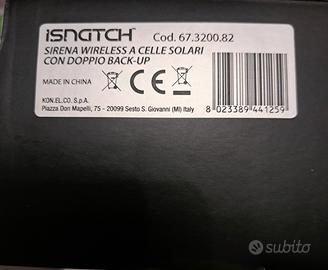 iSNATCH Cod. 67.3200.82
SIRENA WIRELESS A CELLE SOLARI
CON DOPPIO BACK-UP
MADE IN CHINA
CE
KON.EL.CO. S.p.A.
Piazza Don Mapelli, 75 - 20099 Sesto S. Giovanni (MI) Italy
8 023389 441259
subito